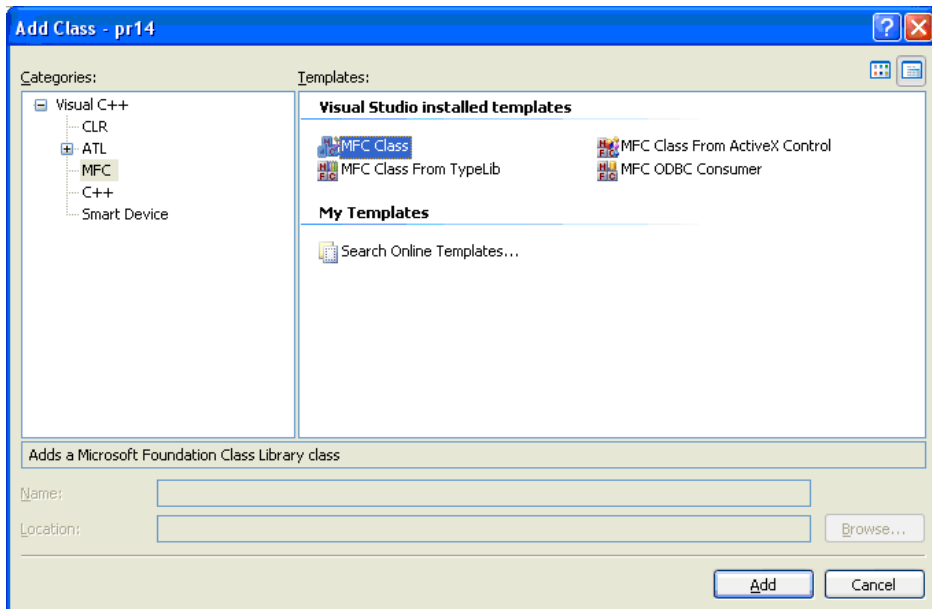 Add Class - pr14
Categories:
Templates:
Visual C++
CLR
ATL
MFC
C++
Smart Device
Visual Studio installed templates
MFC Class
MFC Class From ActiveX Control
MFC Class From TypeLib
MFC ODBC Consumer
My Templates
Search Online Templates...
Adds a Microsoft Foundation Class Library class
Name:
Location:
Browse...
Add
Cancel